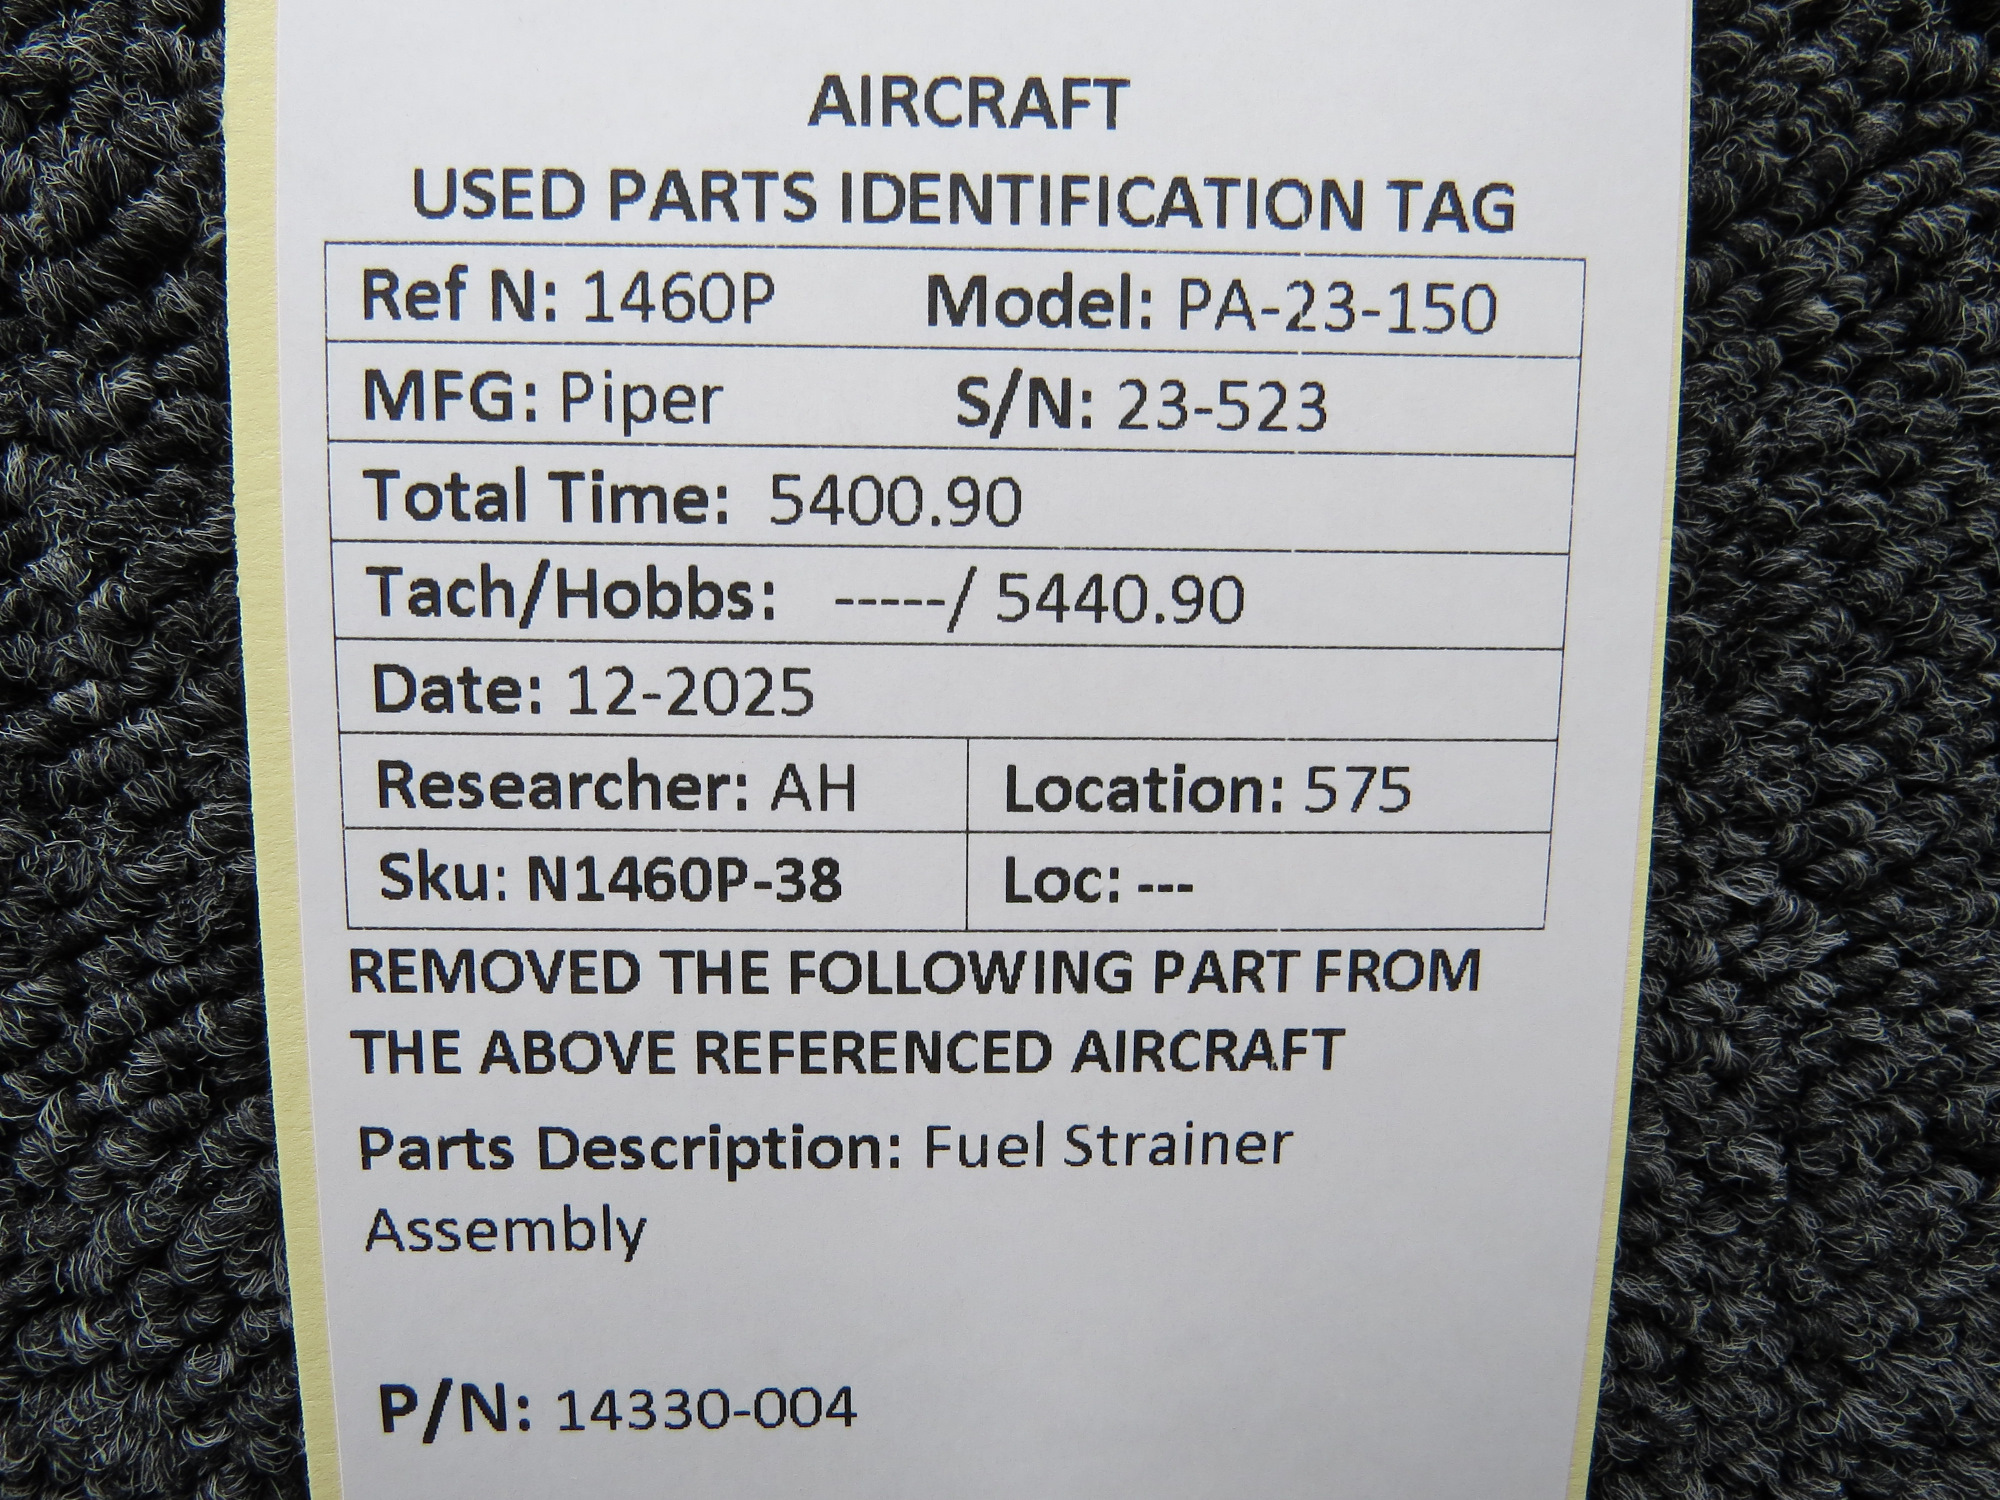 AIRCRAFT
USED PARTS IDENTIFICATION TAG
Ref N: 1460P Model: PA-23-150
MFG: Piper S/N: 23-523
Total Time: 5400.90
Tach/Hobbs: -----/ 5440.90
Date: 12-2025
Researcher: AH Location: 575
Sku: N1460P-38 Loc: ---
REMOVED THE FOLLOWING PART FROM
THE ABOVE REFERENCED AIRCRAFT
Parts Description: Fuel Strainer
Assembly
P/N: 14330-004